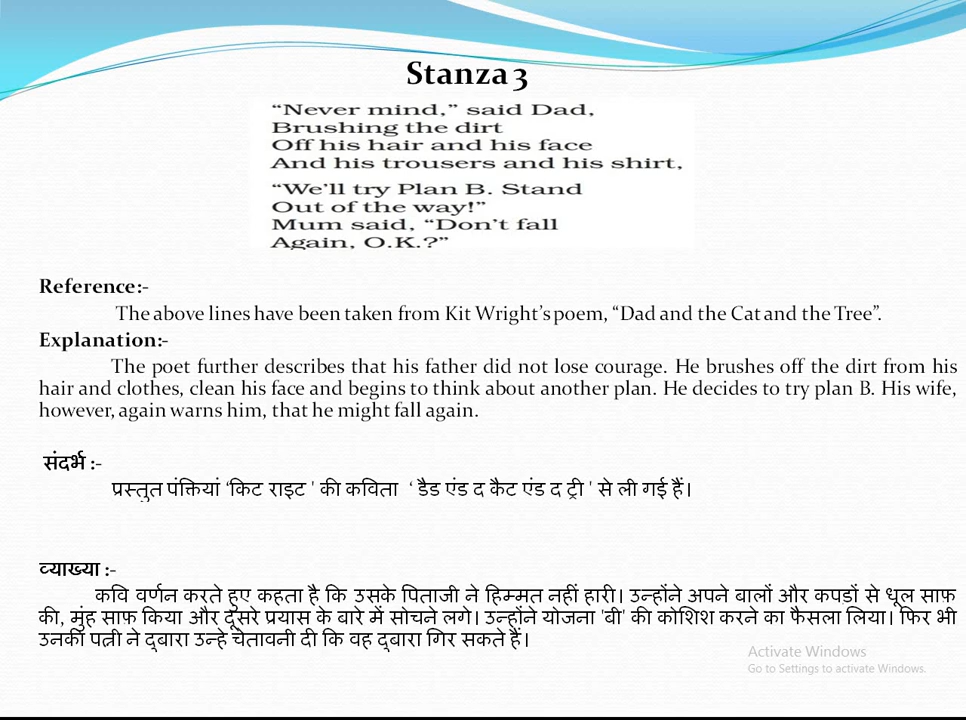 Stanza 3
“Never mind,” said Dad,
Brushing the dirt
Off his hair and his face
And his trousers and his shirt,
“We’ll try Plan B. Stand
Out of the way!”
Mum said, “Don’t fall
Again, O.K.?”
Reference:-
The above lines have been taken from Kit Wright’s poem, “Dad and the Cat and the Tree”.
Explanation:-
The poet further describes that his father did not lose courage. He brushes off the dirt from his
hair and clothes, clean his face and begins to think about another plan. He decides to try plan B. His wife,
however, again warns him, that he might fall again.
संदर्भ :-
प्रस्तुत पंक्तियां ‘किट राइट ' की कविता ‘ डैड एंड द कैट एंड द ट्री ' से ली गई हैं।
व्याख्या :-
कवि वर्णन करते हुए कहता है कि उसके पिताजी ने हिम्मत नहीं हारी। उन्होंने अपने बालों और कपडों से धूल साफ़
की, मुंह साफ़ किया और दूसरे प्रयास के बारे में सोचने लगे। उन्होंने योजना 'बी' की कोशिश करने का फैसला लिया। फिर भी
उनकी पत्नी ने दुबारा उन्हे चेतावनी दी कि वह दुबारा गिर सकते हैं।
Activate Windows
Go to Settings to activate Windows.